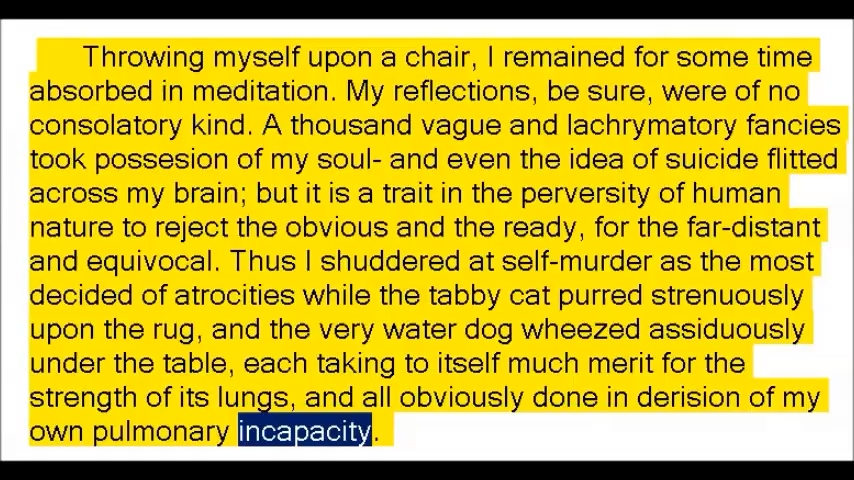 Throwing myself upon a chair, I remained for some time
absorbed in meditation. My reflections, be sure, were of no
consolatory kind. A thousand vague and lachrymatory fancies
took possesion of my soul- and even the idea of suicide flitted
across my brain; but it is a trait in the perversity of human
nature to reject the obvious and the ready, for the far-distant
and equivocal. Thus I shuddered at self-murder as the most
decided of atrocities while the tabby cat purred strenuously
upon the rug, and the very water dog wheezed assiduously
under the table, each taking to itself much merit for the
strength of its lungs, and all obviously done in derision of my
own pulmonary incapacity.